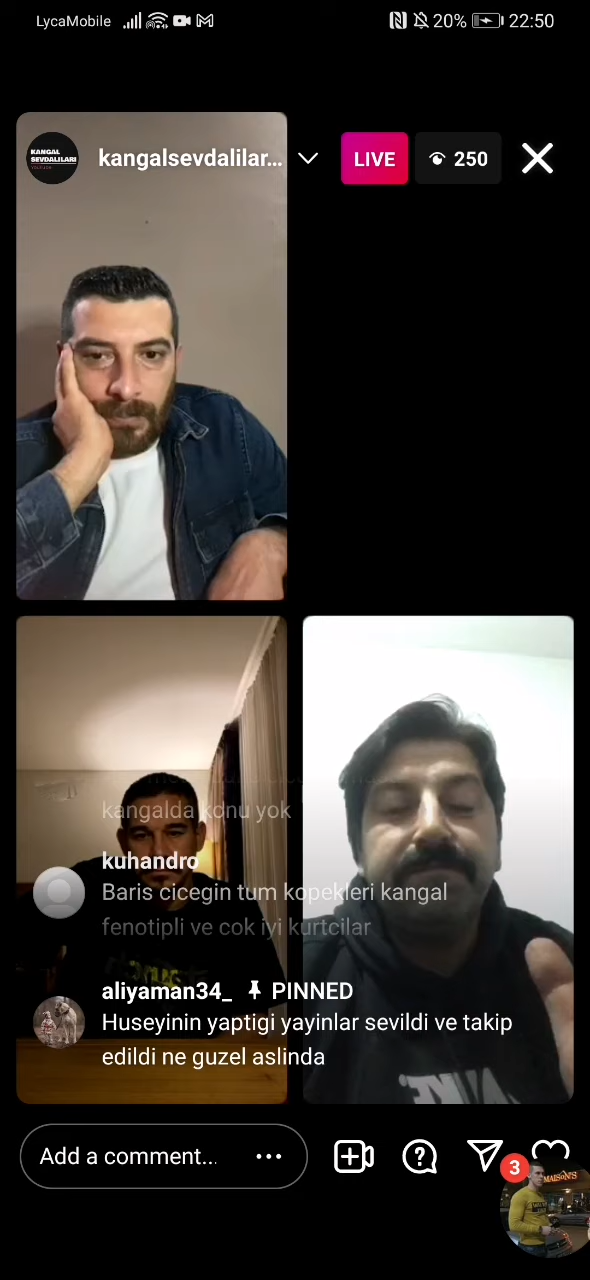 LycaMobile
20%
22:50
KANGAL
SEVDALILARI
kangalsevdalilar...
LIVE
250
kangalda konu yok
kuhandro
Baris cicegin tum kopekleri kangal
fenotipli ve cok iyi kurtcilar
aliyaman34_ PINNED
Huseyinin yaptigi yayinlar sevildi ve takip
edildi ne guzel aslinda
Add a comment...
3
MAISON'S